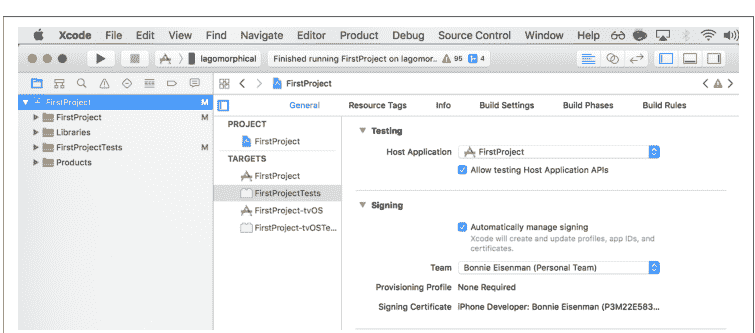 Xcode File Edit View Find Navigate Editor Product Debug Source Control Window Help
lagomorphical Finished running FirstProject on lagomor.. 95 4
FirstProject
FirstProject M
FirstProject M
Libraries
FirstProjectTests M
Products
General Resource Tags Info Build Settings Build Phases Build Rules
PROJECT
FirstProject
TARGETS
FirstProject
FirstProjectTests
FirstProject-tvOS
FirstProject-tvOSTe...
Testing
Host Application FirstProject
Allow testing Host Application APIs
Signing
Automatically manage signing
Xcode will create and update profiles, app IDs, and
certificates.
Team Bonnie Eisenman (Personal Team)
Provisioning Profile None Required
Signing Certificate iPhone Developer: Bonnie Eisenman (P3M22E583...